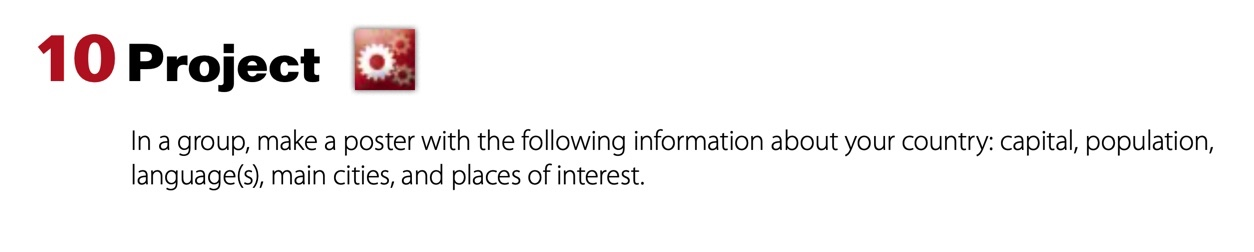 10 Project
In a group, make a poster with the following information about your country: capital, population,
language(s), main cities, and places of interest.